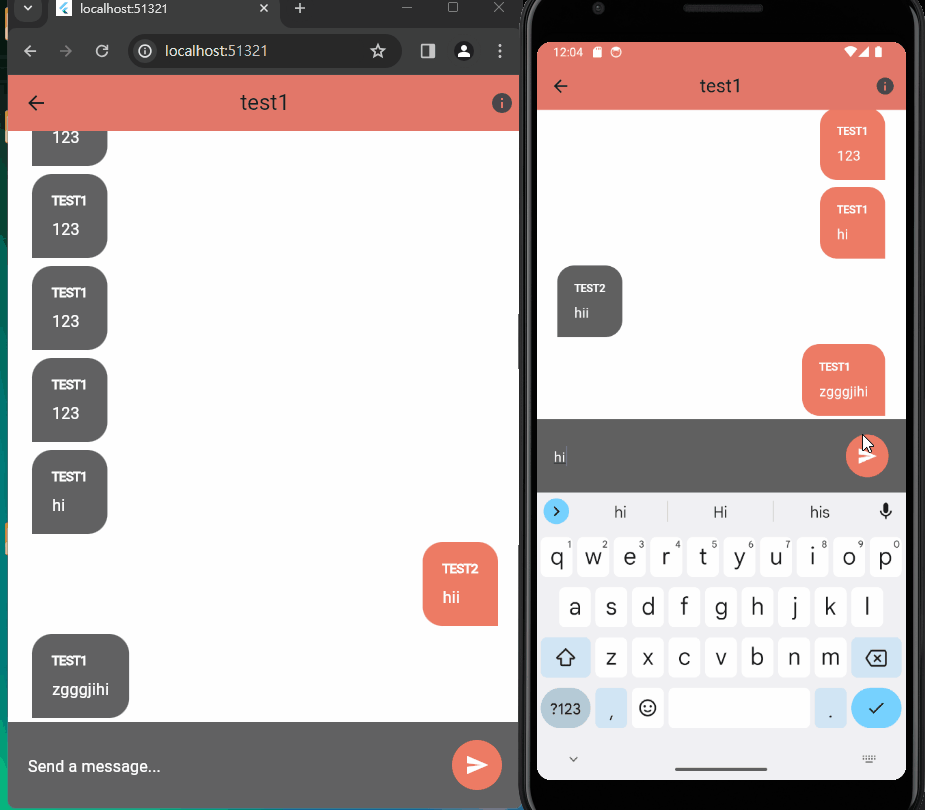 localhost:51321
localhost:51321
test1
123
TEST1
123
TEST1
123
TEST1
123
TEST1
hi
TEST2
hii
TEST1
zgggjihi
Send a message...
12:04
test1
TEST1
123
TEST1
hi
TEST2
hii
TEST1
zgggjihi
hi
hi Hi his
1 2 3 4 5 6 7 8 9 0
q w e r t y u i o p
a s d f g h j k l
z x c v b n m
?123 , .